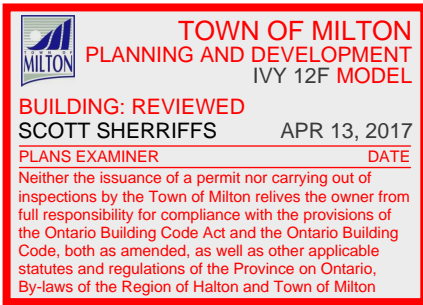 TOWN OF
MILTON
TOWN OF MILTON
PLANNING AND DEVELOPMENT
IVY 12F MODEL
BUILDING: REVIEWED
SCOTT SHERRIFFS APR 13, 2017
PLANS EXAMINER DATE
Neither the issuance of a permit nor carrying out of
inspections by the Town of Milton relives the owner from
full responsibility for compliance with the provisions of
the Ontario Building Code Act and the Ontario Building
Code, both as amended, as well as other applicable
statutes and regulations of the Province on Ontario,
By-laws of the Region of Halton and Town of Milton